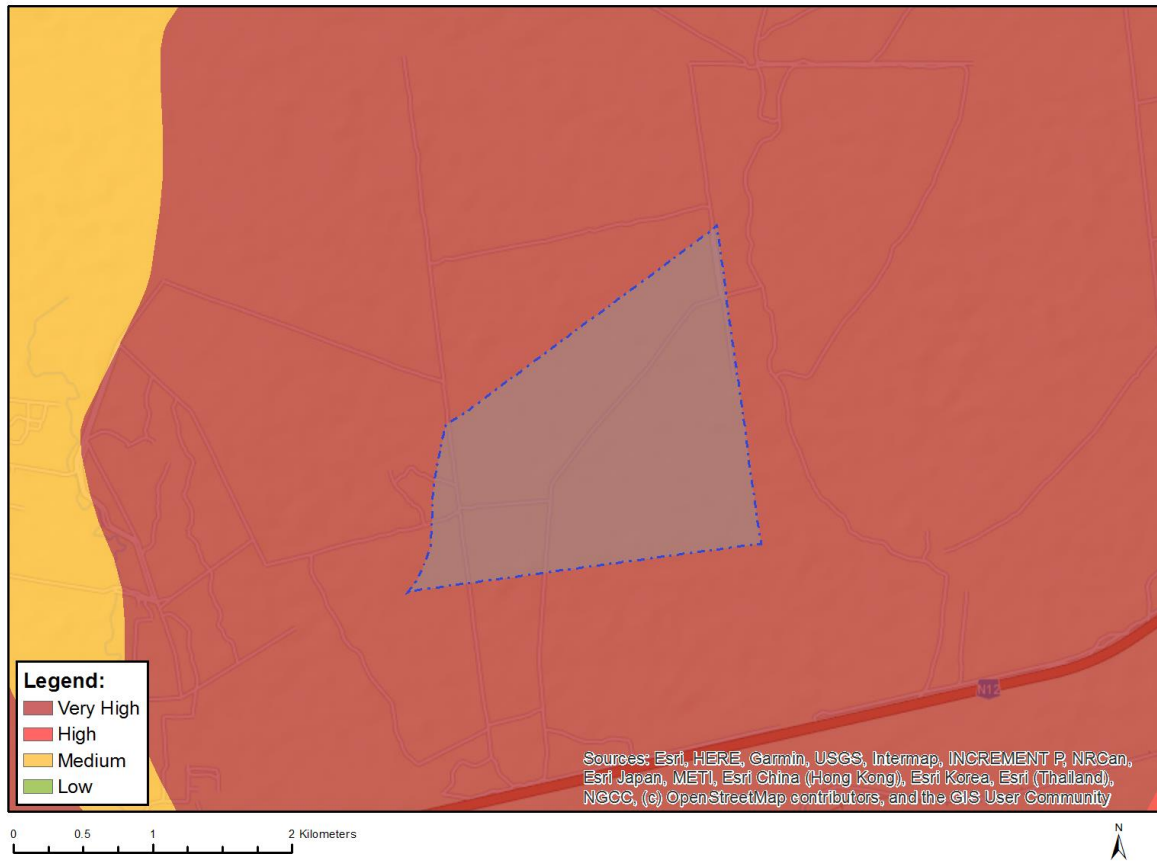 N12
Legend:
Very High
High
Medium
Low
Sources: Esri, HERE, Garmin, USGS, Intermap, INCREMENT P, NRCan,
Esri Japan, METI, Esri China (Hong Kong), Esri Korea, Esri (Thailand),
NGCC, (c) OpenStreetMap contributors, and the GIS User Community
0 0.5 1 2 Kilometers
N